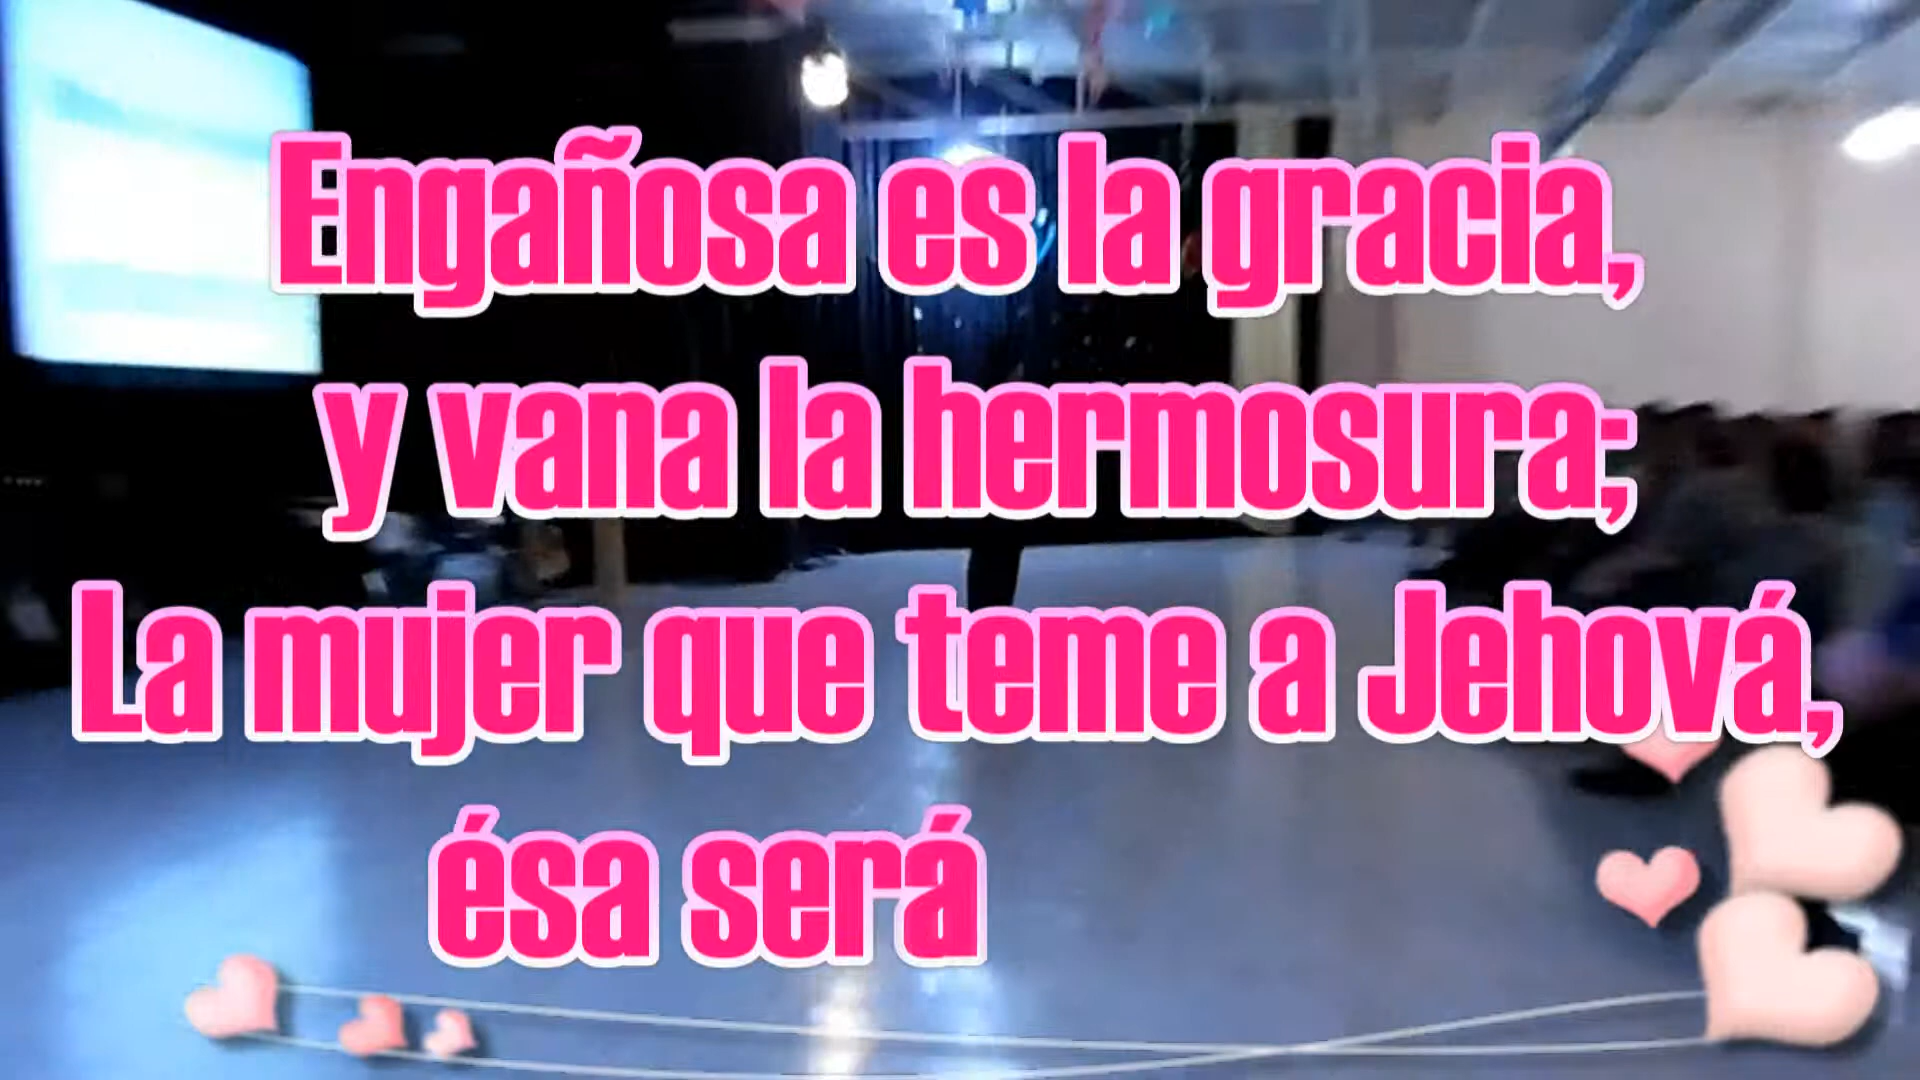 Engañosa es la gracia,
y vana la hermosura;
La mujer que teme a Jehová,
ésa será